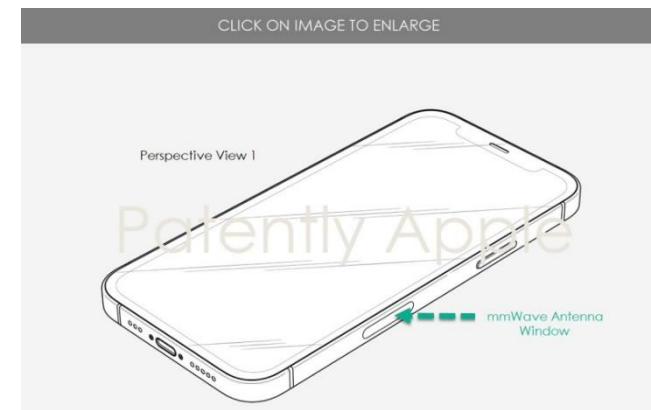 CLICK ON IMAGE TO ENLARGE
Perspective View 1
Patently Apple
mmWave Antenna
Window